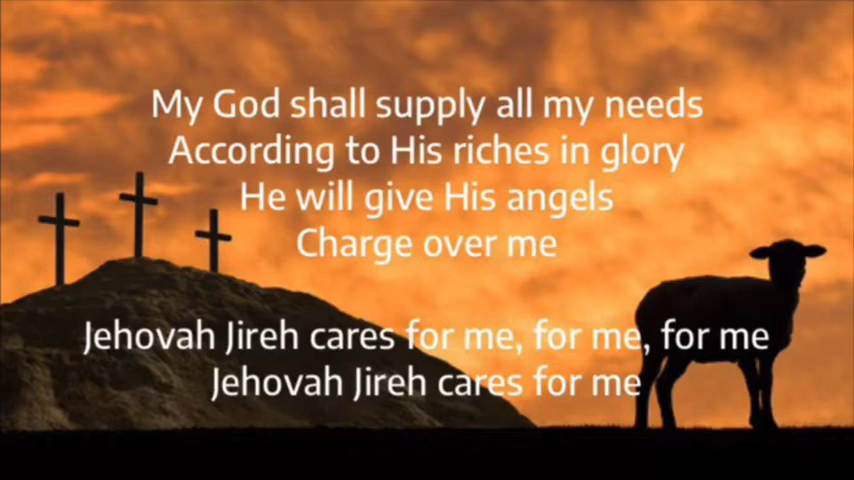 My God shall supply all my needs
According to His riches in glory
He will give His angels
Charge over me
Jehovah Jireh cares for me, for me, for me
Jehovah Jireh cares for me